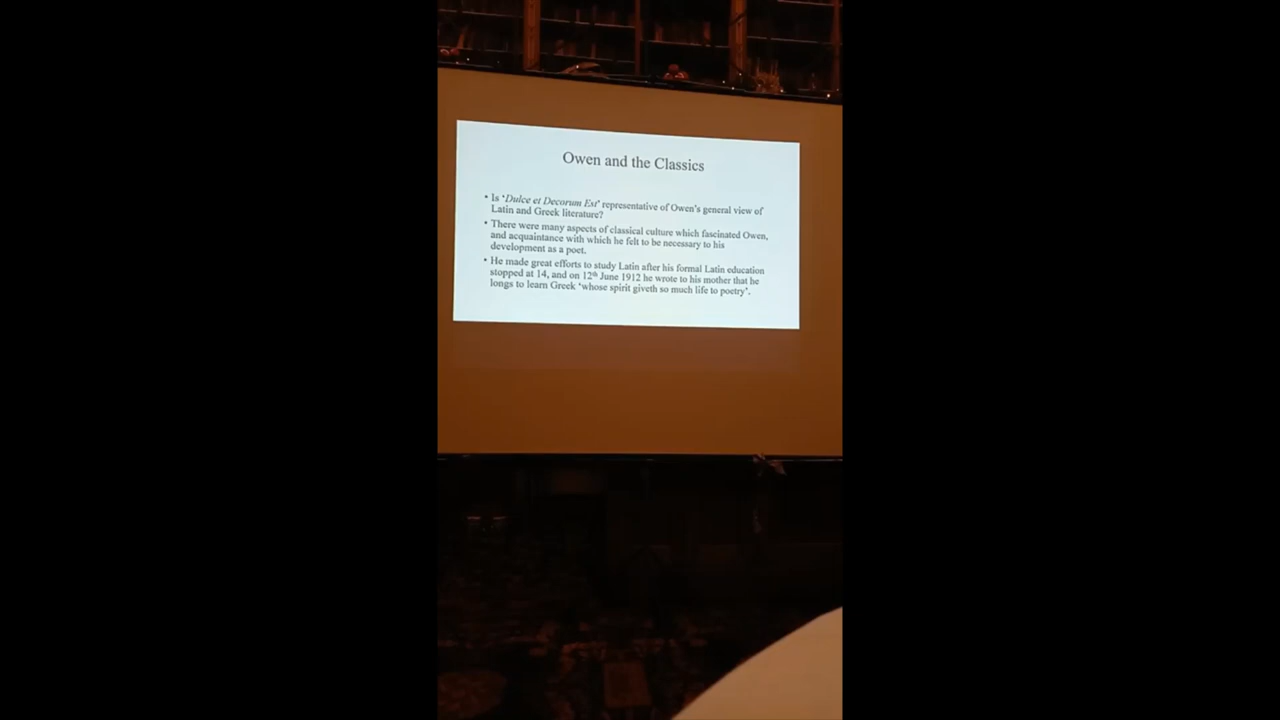 Owen and the Classics
• Is ‘Dulce et Decorum Est’ representative of Owen’s general view of
Latin and Greek literature?
• There were many aspects of classical culture which fascinated Owen,
and acquaintance with which he felt to be necessary to his
development as a poet.
• He made great efforts to study Latin after his formal Latin education
stopped at 14, and on 12th June 1912 he wrote to his mother that he
longs to learn Greek ‘whose spirit giveth so much life to poetry’.